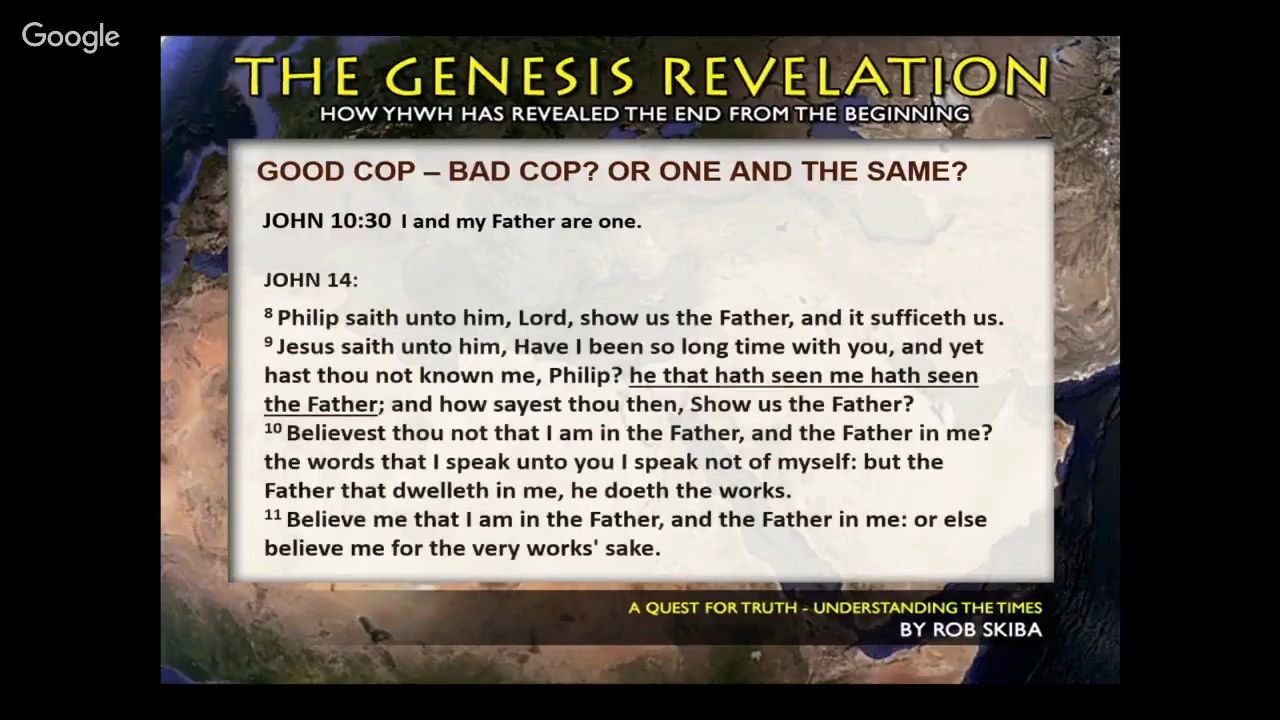 Google
THE GENESIS REVELATION
HOW YHWH HAS REVEALED THE END FROM THE BEGINNING
GOOD COP – BAD COP? OR ONE AND THE SAME?
JOHN 10:30 I and my Father are one.
JOHN 14:
8 Philip saith unto him, Lord, show us the Father, and it sufficeth us.
9 Jesus saith unto him, Have I been so long time with you, and yet
hast thou not known me, Philip? he that hath seen me hath seen
the Father; and how sayest thou then, Show us the Father?
10 Believest thou not that I am in the Father, and the Father in me?
the words that I speak unto you I speak not of myself: but the
Father that dwelleth in me, he doeth the works.
11 Believe me that I am in the Father, and the Father in me: or else
believe me for the very works' sake.
A QUEST FOR TRUTH - UNDERSTANDING THE TIMES
BY ROB SKIBA